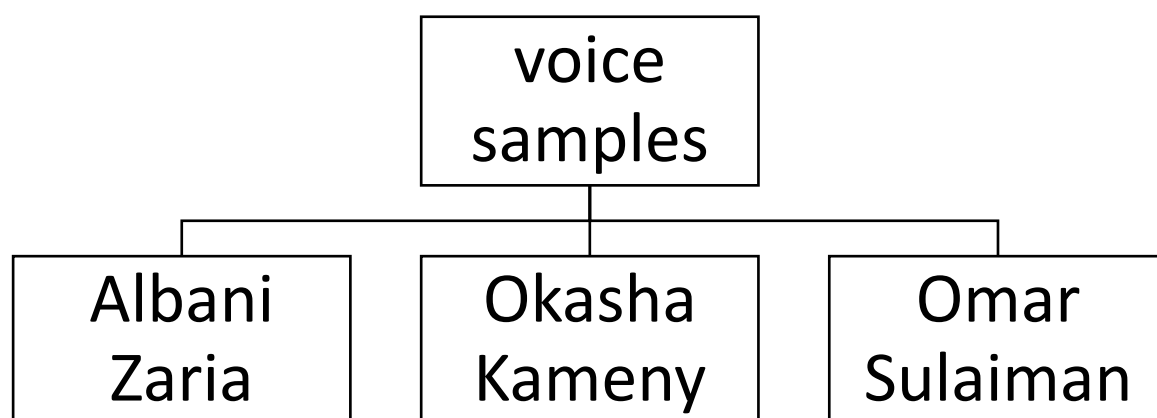 voice
samples
Albani
Zaria
Okasha
Kameny
Omar
Sulaiman